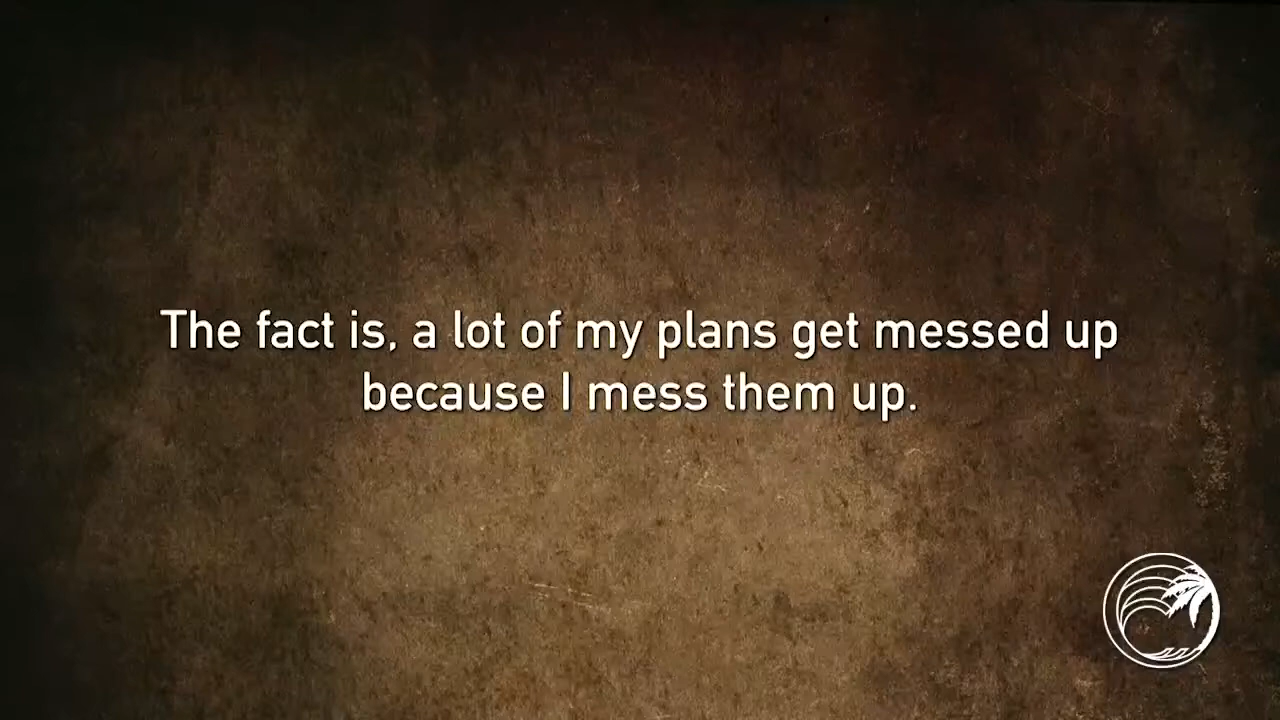 The fact is, a lot of my plans get messed up
because I mess them up.